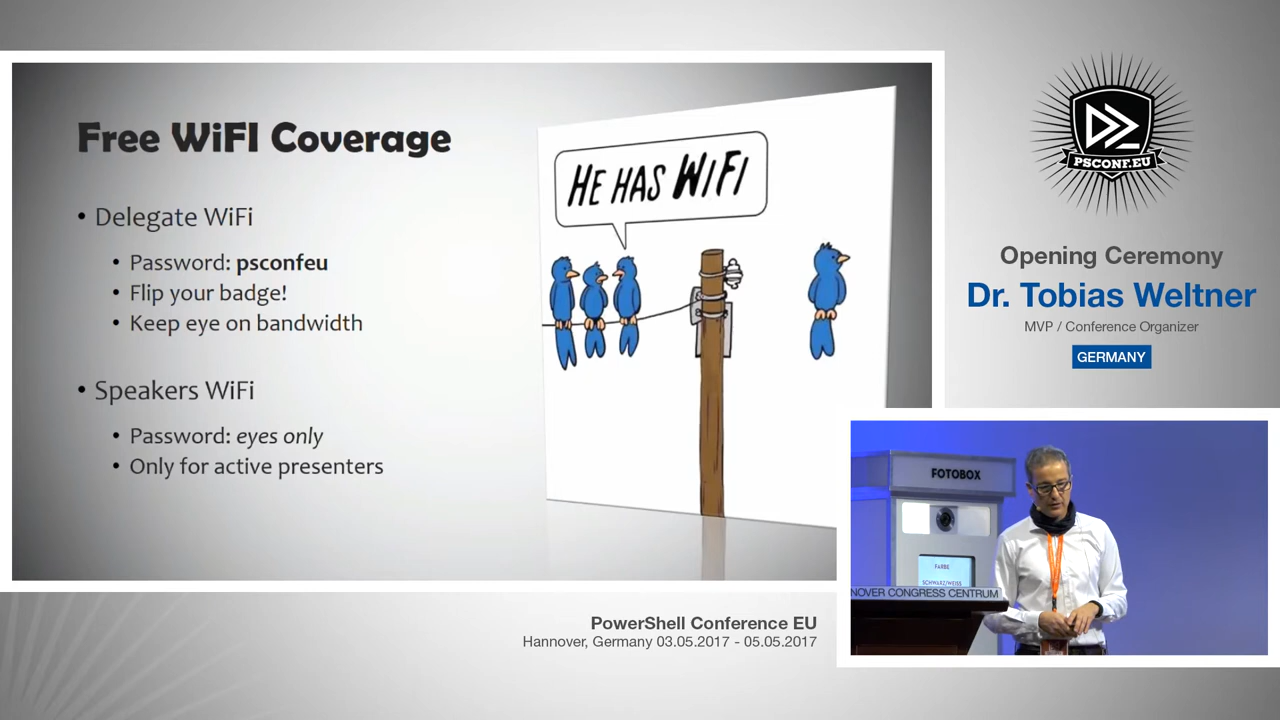 Free WiFI Coverage
• Delegate WiFi
• Password: psconfeu
• Flip your badge!
• Keep eye on bandwidth
• Speakers WiFi
• Password: eyes only
• Only for active presenters
HE HAS WIFI
PSCONF.EU
Opening Ceremony
Dr. Tobias Weltner
MVP / Conference Organizer
GERMANY
FOTOBOX
FARBE
SCHWARZ/WEISS
NOVER CONGRESS CENTRUM
PowerShell Conference EU
Hannover, Germany 03.05.2017 - 05.05.2017